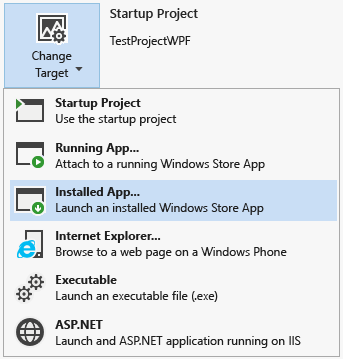 Change
Target
Startup Project
TestProjectWPF
Startup Project
Use the startup project
Running App...
Attach to a running Windows Store App
Installed App...
Launch an installed Windows Store App
Internet Explorer...
Browse to a web page on a Windows Phone
Executable
Launch an executable file (.exe)
ASP.NET
Launch and ASP.NET application running on IIS